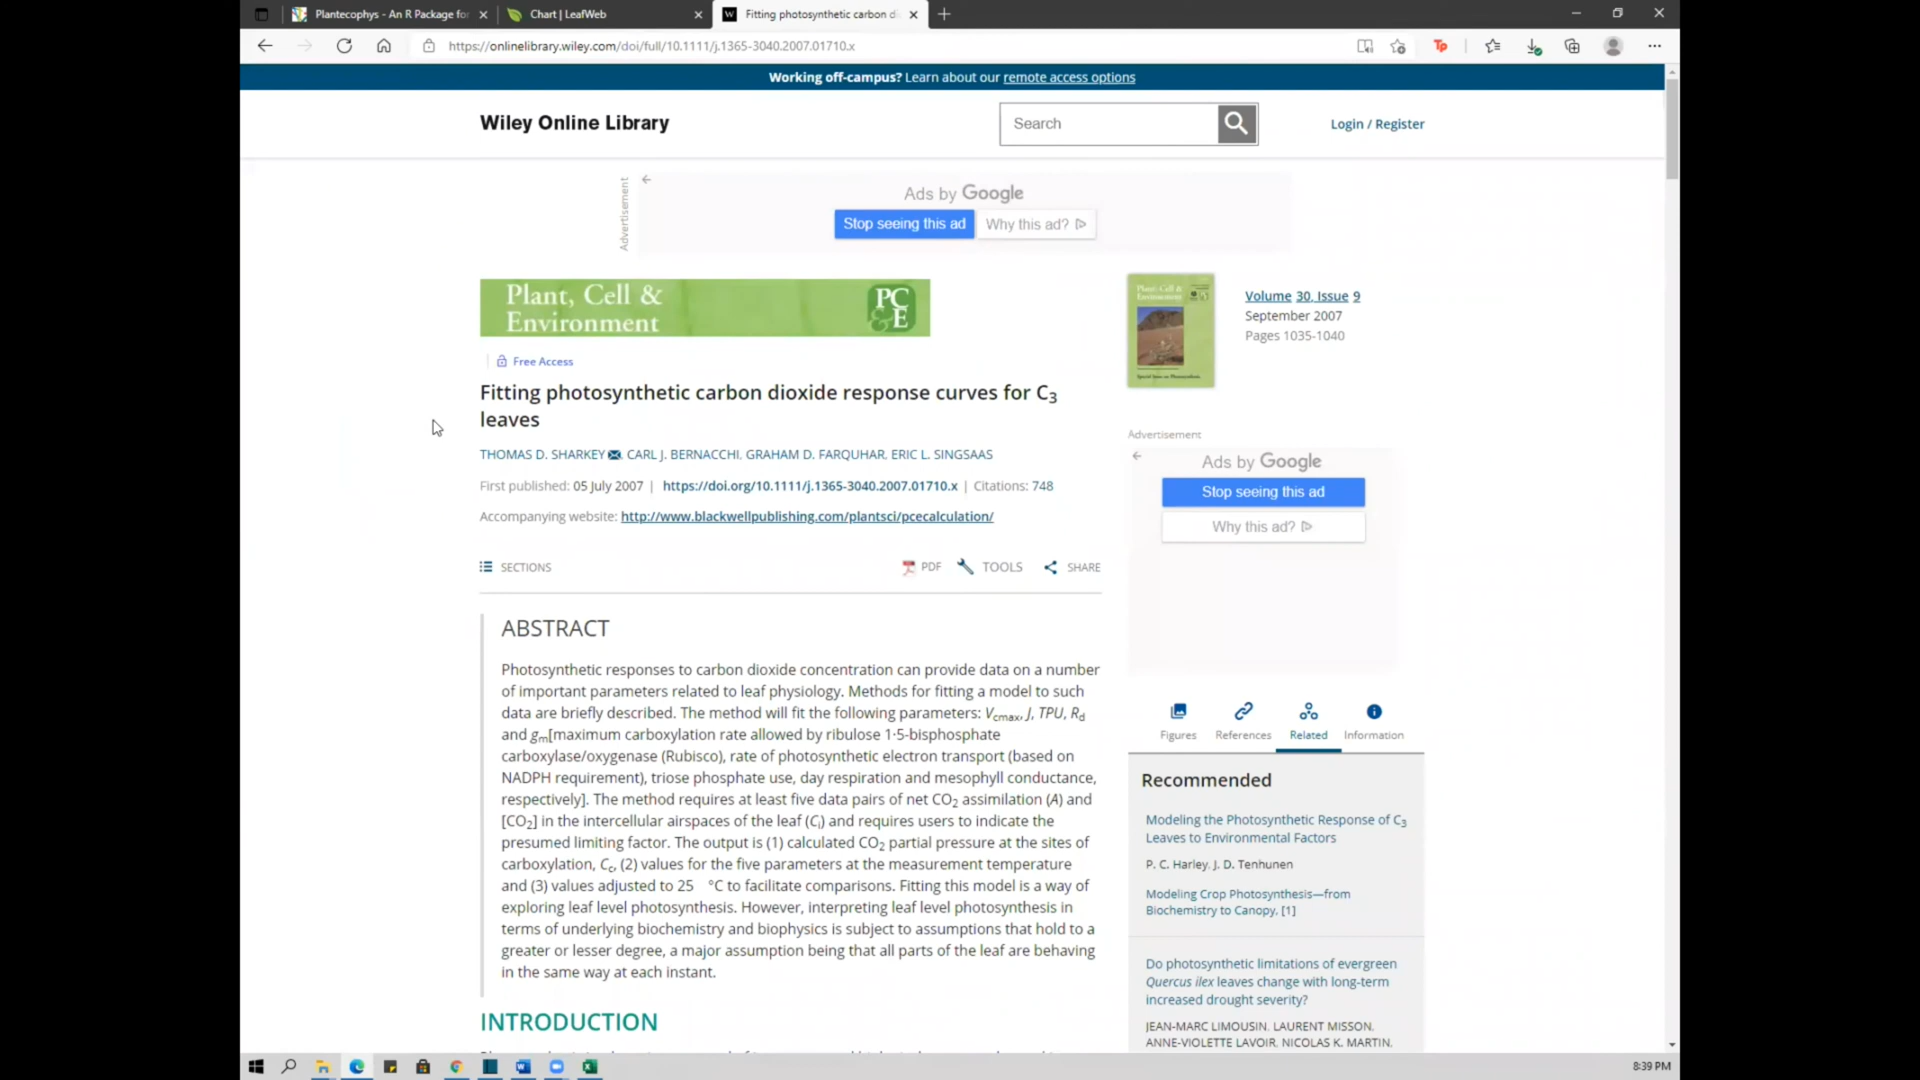 Plantecophys - An R Package for
Chart | LeafWeb
Fitting photosynthetic carbon di
https://onlinelibrary.wiley.com/doi/full/10.1111/j.1365-3040.2007.01710.x
Working off-campus? Learn about our remote access options
Wiley Online Library
Search
Login / Register
Advertisement
Ads by Google
Stop seeing this ad
Why this ad?
Plant, Cell &
Environment
PC
&E
Free Access
Fitting photosynthetic carbon dioxide response curves for C3
leaves
THOMAS D. SHARKEY, CARL J. BERNACCHI, GRAHAM D. FARQUHAR, ERIC L. SINGSAAS
First published: 05 July 2007 | https://doi.org/10.1111/j.1365-3040.2007.01710.x | Citations: 748
Accompanying website: http://www.blackwellpublishing.com/plantsci/pcecalculation/
SECTIONS
PDF
TOOLS
SHARE
ABSTRACT
Photosynthetic responses to carbon dioxide concentration can provide data on a number
of important parameters related to leaf physiology. Methods for fitting a model to such
data are briefly described. The method will fit the following parameters: Vcmax, J, TPU, Rd
and gm[maximum carboxylation rate allowed by ribulose 1·5-bisphosphate
carboxylase/oxygenase (Rubisco), rate of photosynthetic electron transport (based on
NADPH requirement), triose phosphate use, day respiration and mesophyll conductance,
respectively]. The method requires at least five data pairs of net CO2 assimilation (A) and
[CO2] in the intercellular airspaces of the leaf (Ci) and requires users to indicate the
presumed limiting factor. The output is (1) calculated CO2 partial pressure at the sites of
carboxylation, Cc, (2) values for the five parameters at the measurement temperature
and (3) values adjusted to 25 °C to facilitate comparisons. Fitting this model is a way of
exploring leaf level photosynthesis. However, interpreting leaf level photosynthesis in
terms of underlying biochemistry and biophysics is subject to assumptions that hold to a
greater or lesser degree, a major assumption being that all parts of the leaf are behaving
in the same way at each instant.
INTRODUCTION
Plant, Cell &
Environment
Volume 30, Issue 9
September 2007
Pages 1035-1040
Advertisement
Ads by Google
Stop seeing this ad
Why this ad?
Figures
References
Related
Information
Recommended
Modeling the Photosynthetic Response of C3
Leaves to Environmental Factors
P. C. Harley, J. D. Tenhunen
Modeling Crop Photosynthesis—from
Biochemistry to Canopy, [1]
Do photosynthetic limitations of evergreen
Quercus ilex leaves change with long-term
increased drought severity?
JEAN-MARC LIMOUSIN, LAURENT MISSON,
ANNE-VIOLETTE LAVOIR, NICOLAS K. MARTIN,
8:39 PM